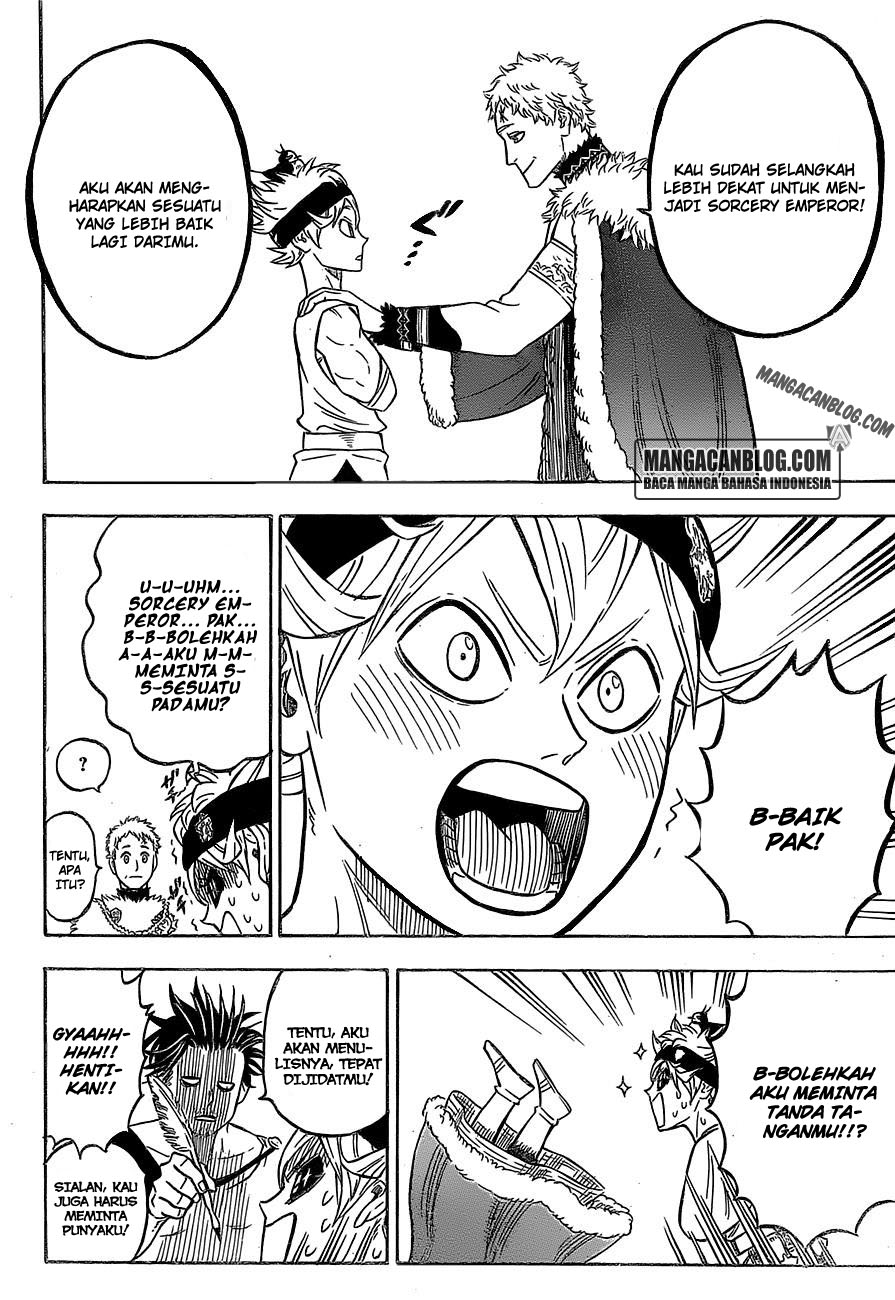 KAU SUDAH SELANGKAH
LEBIH DEKAT UNTUK MEN-
JADI SORCERY EMPEROR!
AKU AKAN MENG-
HARAPKAN SESUATU
YANG LEBIH BAIK
LAGI DARIMU.
MANGACANBLOG.COM
MANGACANBLOG.COM
BACA MANGA BAHASA INDONESIA
B-BAIK
PAK!
U-U-UHM...
SORCERY EM-
PEROR... PAK...
B-B-BOLEHKAH
A-A-AKU M-M-
MEMINTA S-
S-SESUATU
PADAMU?
?
TENTU,
APA
ITU?
B-BOLEHKAH
AKU MEMINTA
TANDA TA-
NGANMU!!?
TENTU, AKU
AKAN MENU-
LISNYA, TEPAT
DIJIDATMU!
GYAAHH-
HHH!!
HENTI-
KAN!!
SIALAN, KAU
JUGA HARUS
MEMINTA
PUNYAKU!